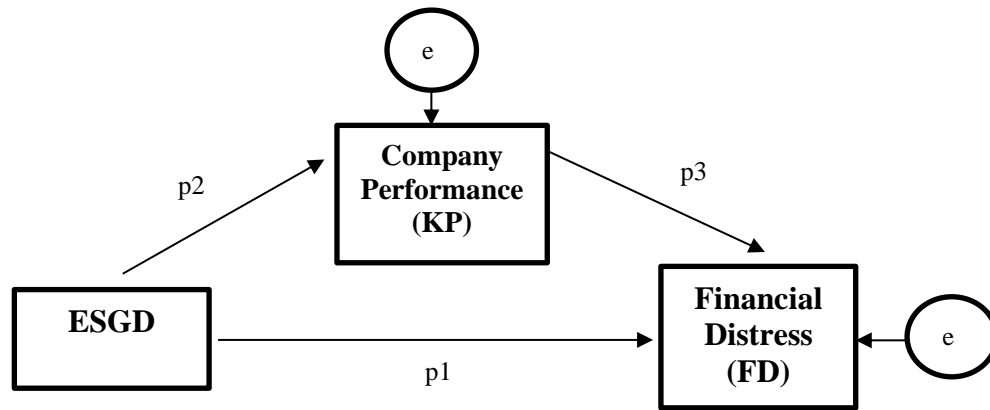 e
Company
Performance
(KP)
p2
p3
ESGD
Financial
Distress
(FD)
e
p1